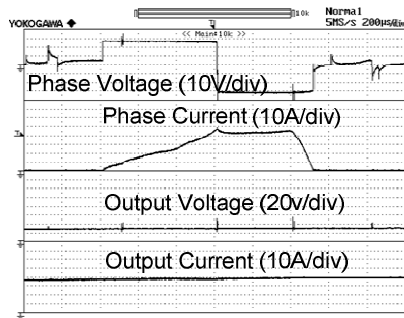 10k Normal
YOKOGAWA ◆ 5MS/s 200µs/div
<< Main:10k >>
Phase Voltage (10V/div)
Phase Current (10A/div)
Output Voltage (20v/div)
Output Current (10A/div)